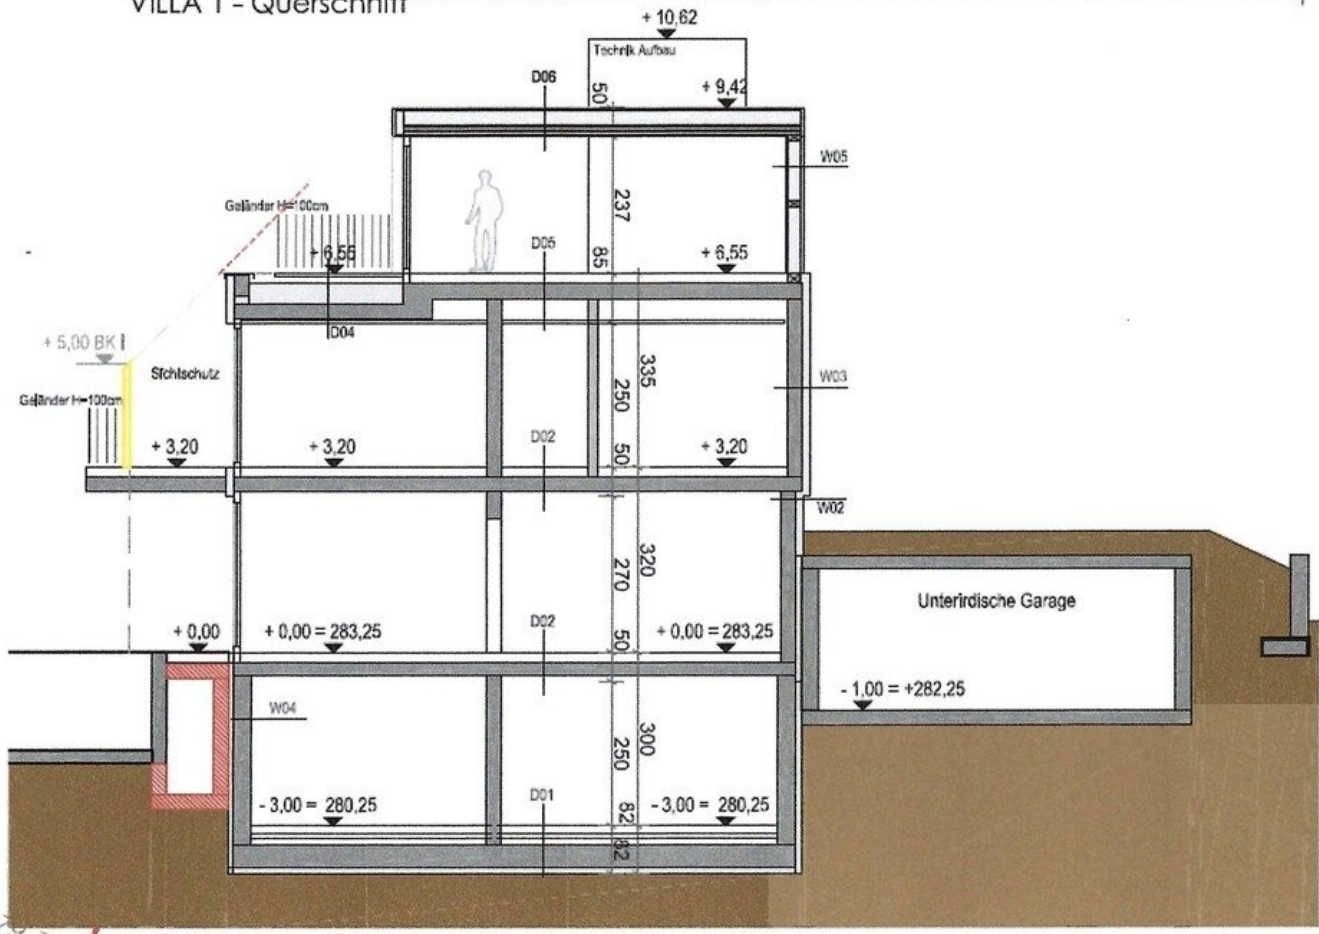 VILLA 1 - Querschnitt
+ 10,62
Technik Aufbau
D06
50
+ 9,42
W05
237
Geländer H=100cm
+ 6,55
D05
85
+ 6,55
D04
+ 5,00 BK
Sichtschutz
335
W03
250
Geländer H=100cm
+ 3,20
+ 3,20
D02
50
+ 3,20
W02
320
270
Unterirdische Garage
+ 0,00
+ 0,00 = 283,25
D02
50
+ 0,00 = 283,25
- 1,00 = +282,25
W04
300
250
- 3,00 = 280,25
D01
82
- 3,00 = 280,25
82